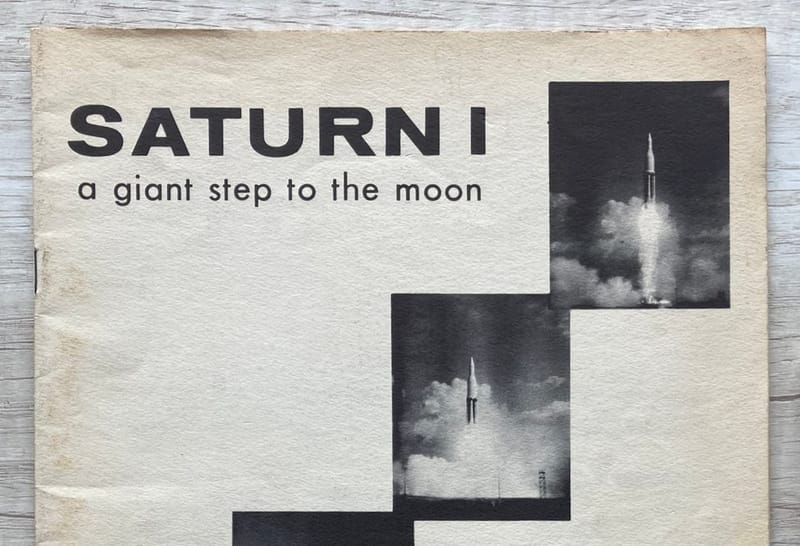 SATURN I
a giant step to the moon